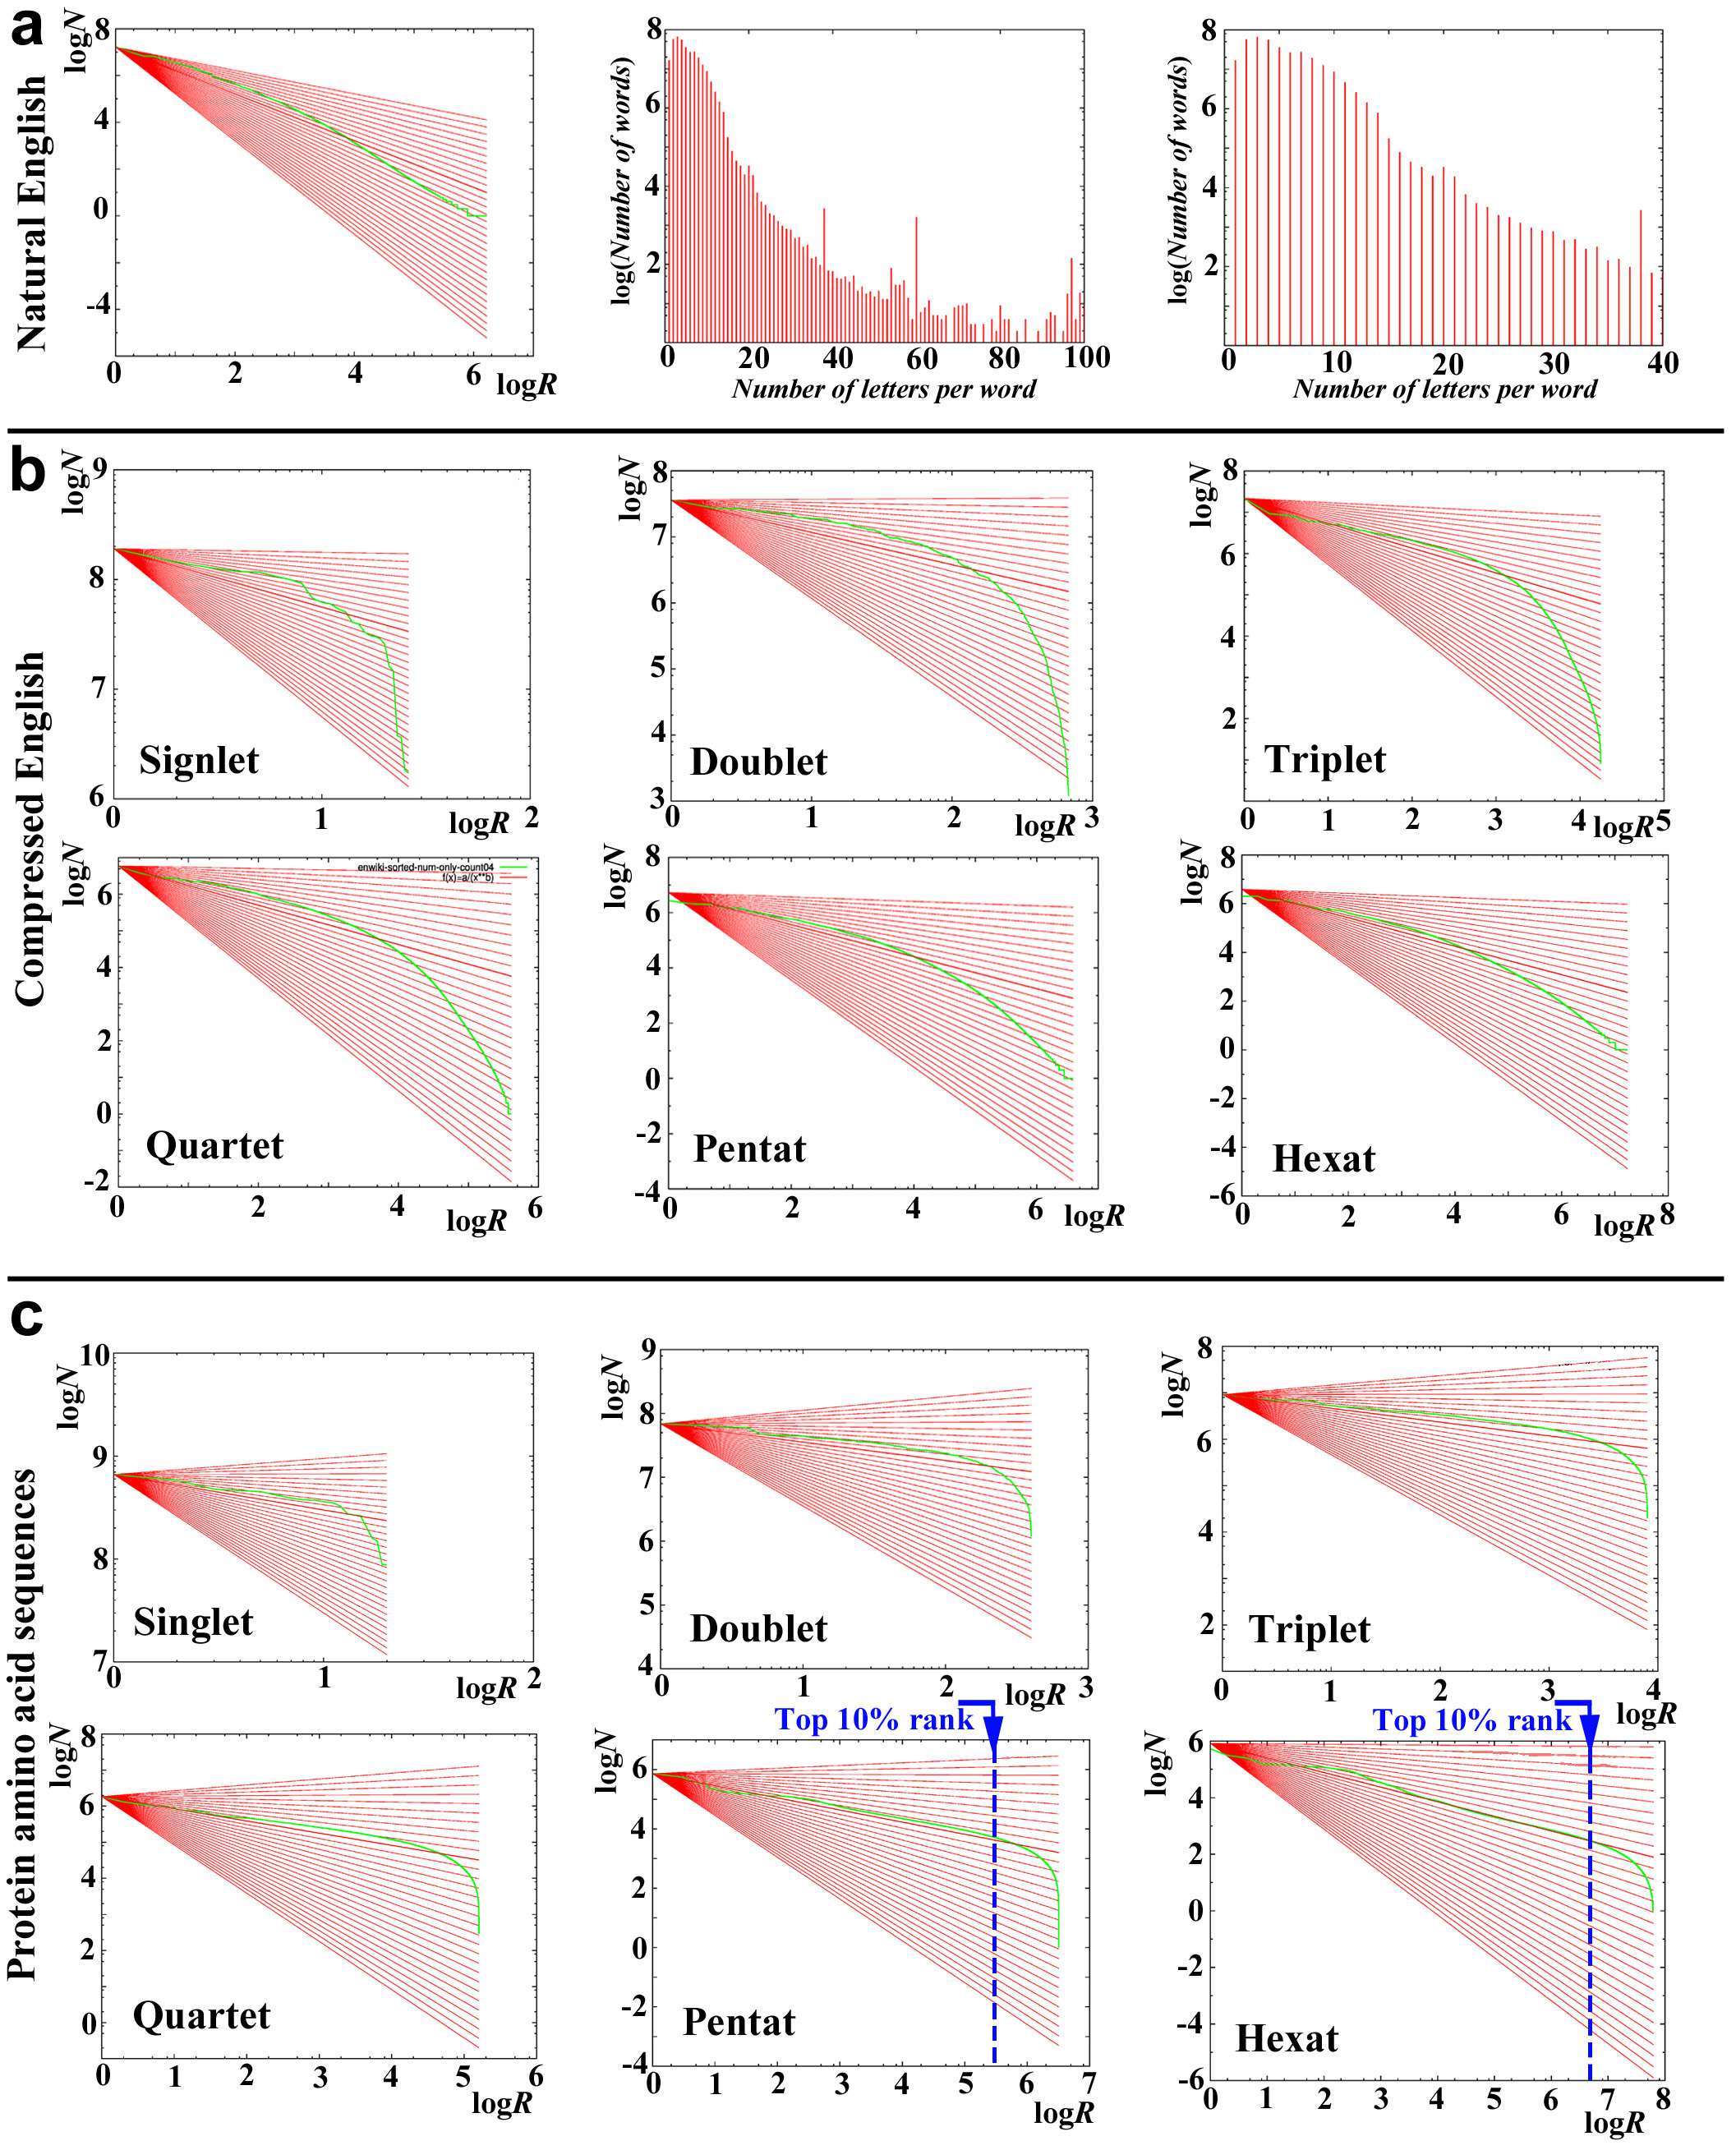 a
Natural English
logN
8
4
0
-4
0 2 4 6 logR
log(Number of words)
8
6
4
2
0 20 40 60 80 100
Number of letters per word
log(Number of words)
8
6
4
2
0 10 20 30 40
Number of letters per word
b
Compressed English
logN
9
8
7
6
Signlet
0 1 logR 2
logN
8
7
6
5
4
3
Doublet
0 1 2 logR 3
logN
8
6
4
2
Triplet
0 1 2 3 4 logR 5
logN
6
4
2
0
-2
enwiki-sorted-num-only-count04
f(x)=a/(x**b)
Quartet
0 2 4 logR 6
logN
8
6
4
2
0
-2
-4
Pentat
0 2 4 6 logR
logN
8
6
4
2
0
-2
-4
-6
Hexat
0 2 4 6 logR 8
c
Protein amino acid sequences
logN
10
9
8
7
Singlet
0 1 logR 2
logN
9
8
7
6
5
4
Doublet
0 1 2 logR 3
logN
8
6
4
2
Triplet
0 1 2 3 4
logR
logN
8
6
4
2
0
Quartet
0 1 2 3 4 5 6
logR
Top 10% rank
logN
6
4
2
0
-2
-4
Pentat
0 1 2 3 4 5 6 7
logR
Top 10% rank
logN
6
4
2
0
-2
-4
-6
Hexat
0 1 2 3 4 5 6 7 8
logR